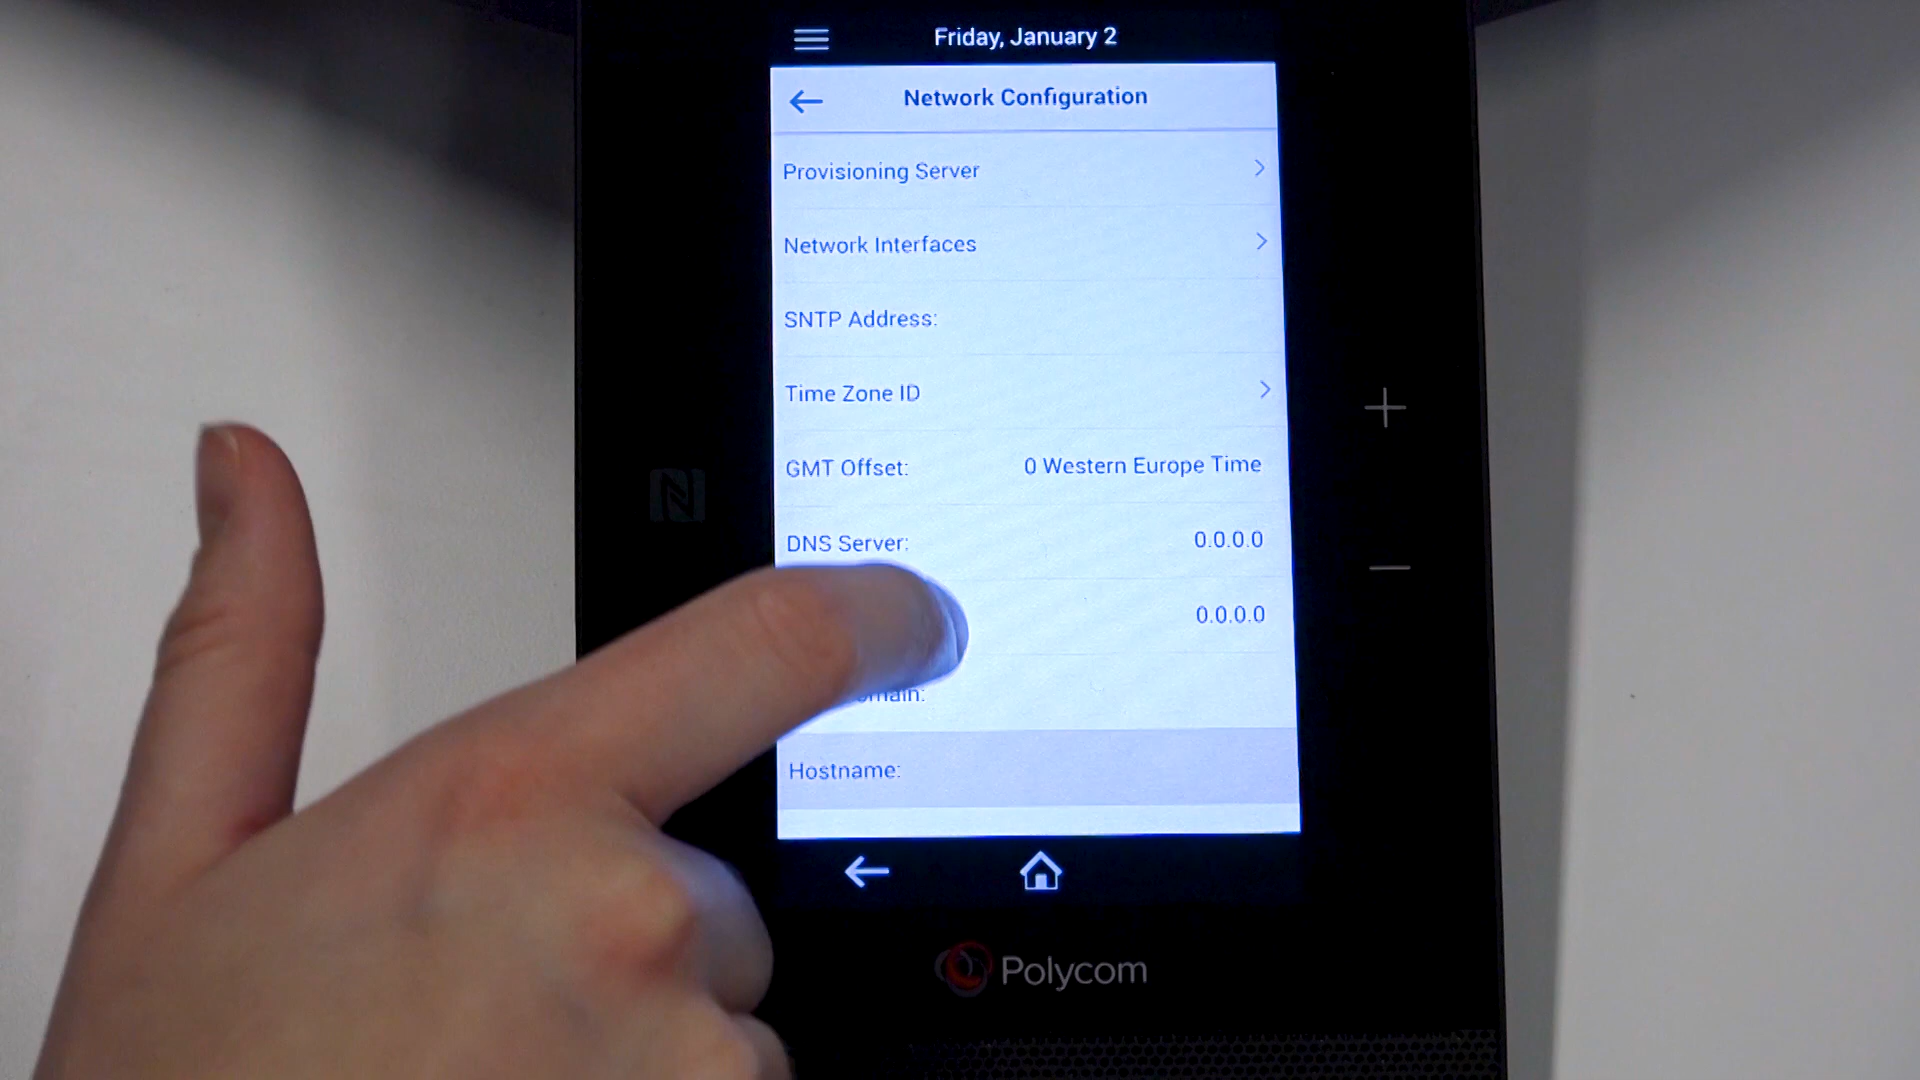 Friday, January 2
Network Configuration
Provisioning Server
Network Interfaces
SNTP Address:
Time Zone ID
GMT Offset: 0 Western Europe Time
DNS Server: 0.0.0.0
0.0.0.0
Hostname:
Polycom